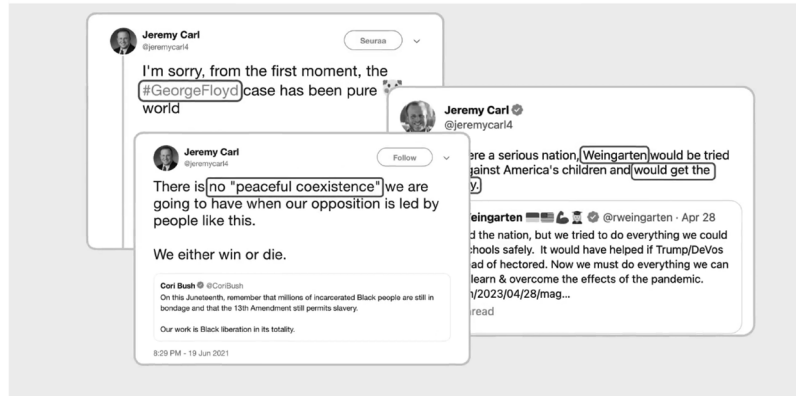 Jeremy Carl
@jeremycarl4
Seuraa
I'm sorry, from the first moment, the
#GeorgeFloyd case has been pure
world
Jeremy Carl
@jeremycarl4
ere a serious nation, Weingarten would be tried
gainst America's children and would get the
y.
eingarten @rweingarten · Apr 28
d the nation, but we tried to do everything we could
chools safely. It would have helped if Trump/DeVos
ad of hectored. Now we must do everything we can
learn & overcome the effects of the pandemic.
/2023/04/28/mag...
read
Jeremy Carl
@jeremycarl4
Follow
There is no "peaceful coexistence" we are
going to have when our opposition is led by
people like this.
We either win or die.
Cori Bush @CoriBush
On this Juneteenth, remember that millions of incarcerated Black people are still in
bondage and that the 13th Amendment still permits slavery.
Our work is Black liberation in its totality.
8:29 PM - 19 Jun 2021